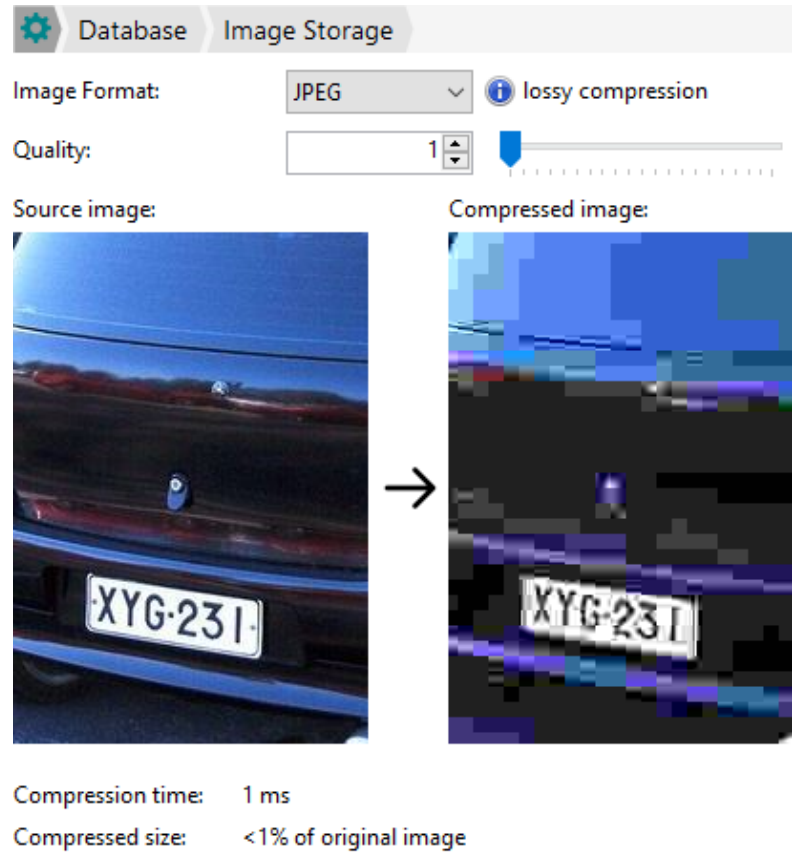 Database Image Storage
Image Format: JPEG lossy compression
Quality: 1
Source image: Compressed image:
XYG·231 XYG-231
Compression time: 1 ms
Compressed size: <1% of original image